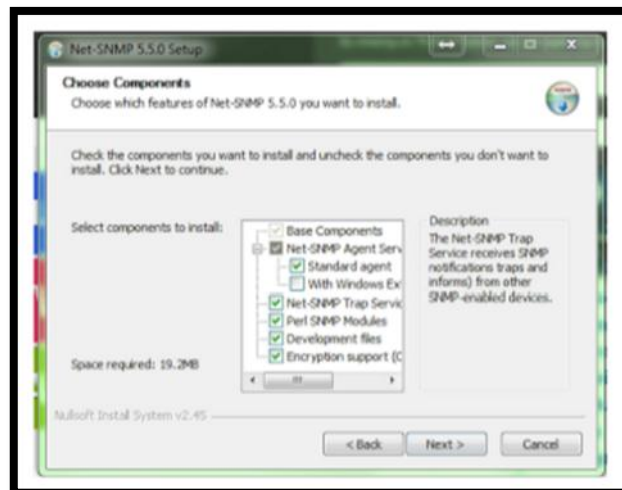 Net-SNMP 5.5.0 Setup
Choose Components
Choose which features of Net-SNMP 5.5.0 you want to install.
Check the components you want to install and uncheck the components you don't want to
install. Click Next to continue.
Select components to install:
Base Components
Net-SNMP Agent Serv
Standard agent
With Windows Ex
Net-SNMP Trap Servic
Perl SNMP Modules
Development files
Encryption support (O
Description
The Net-SNMP Trap
Service receives SNMP
notifications traps and
informs) from other
SNMP-enabled devices.
Space required: 19.2MB
Nullsoft Install System v2.45
< Back
Next >
Cancel